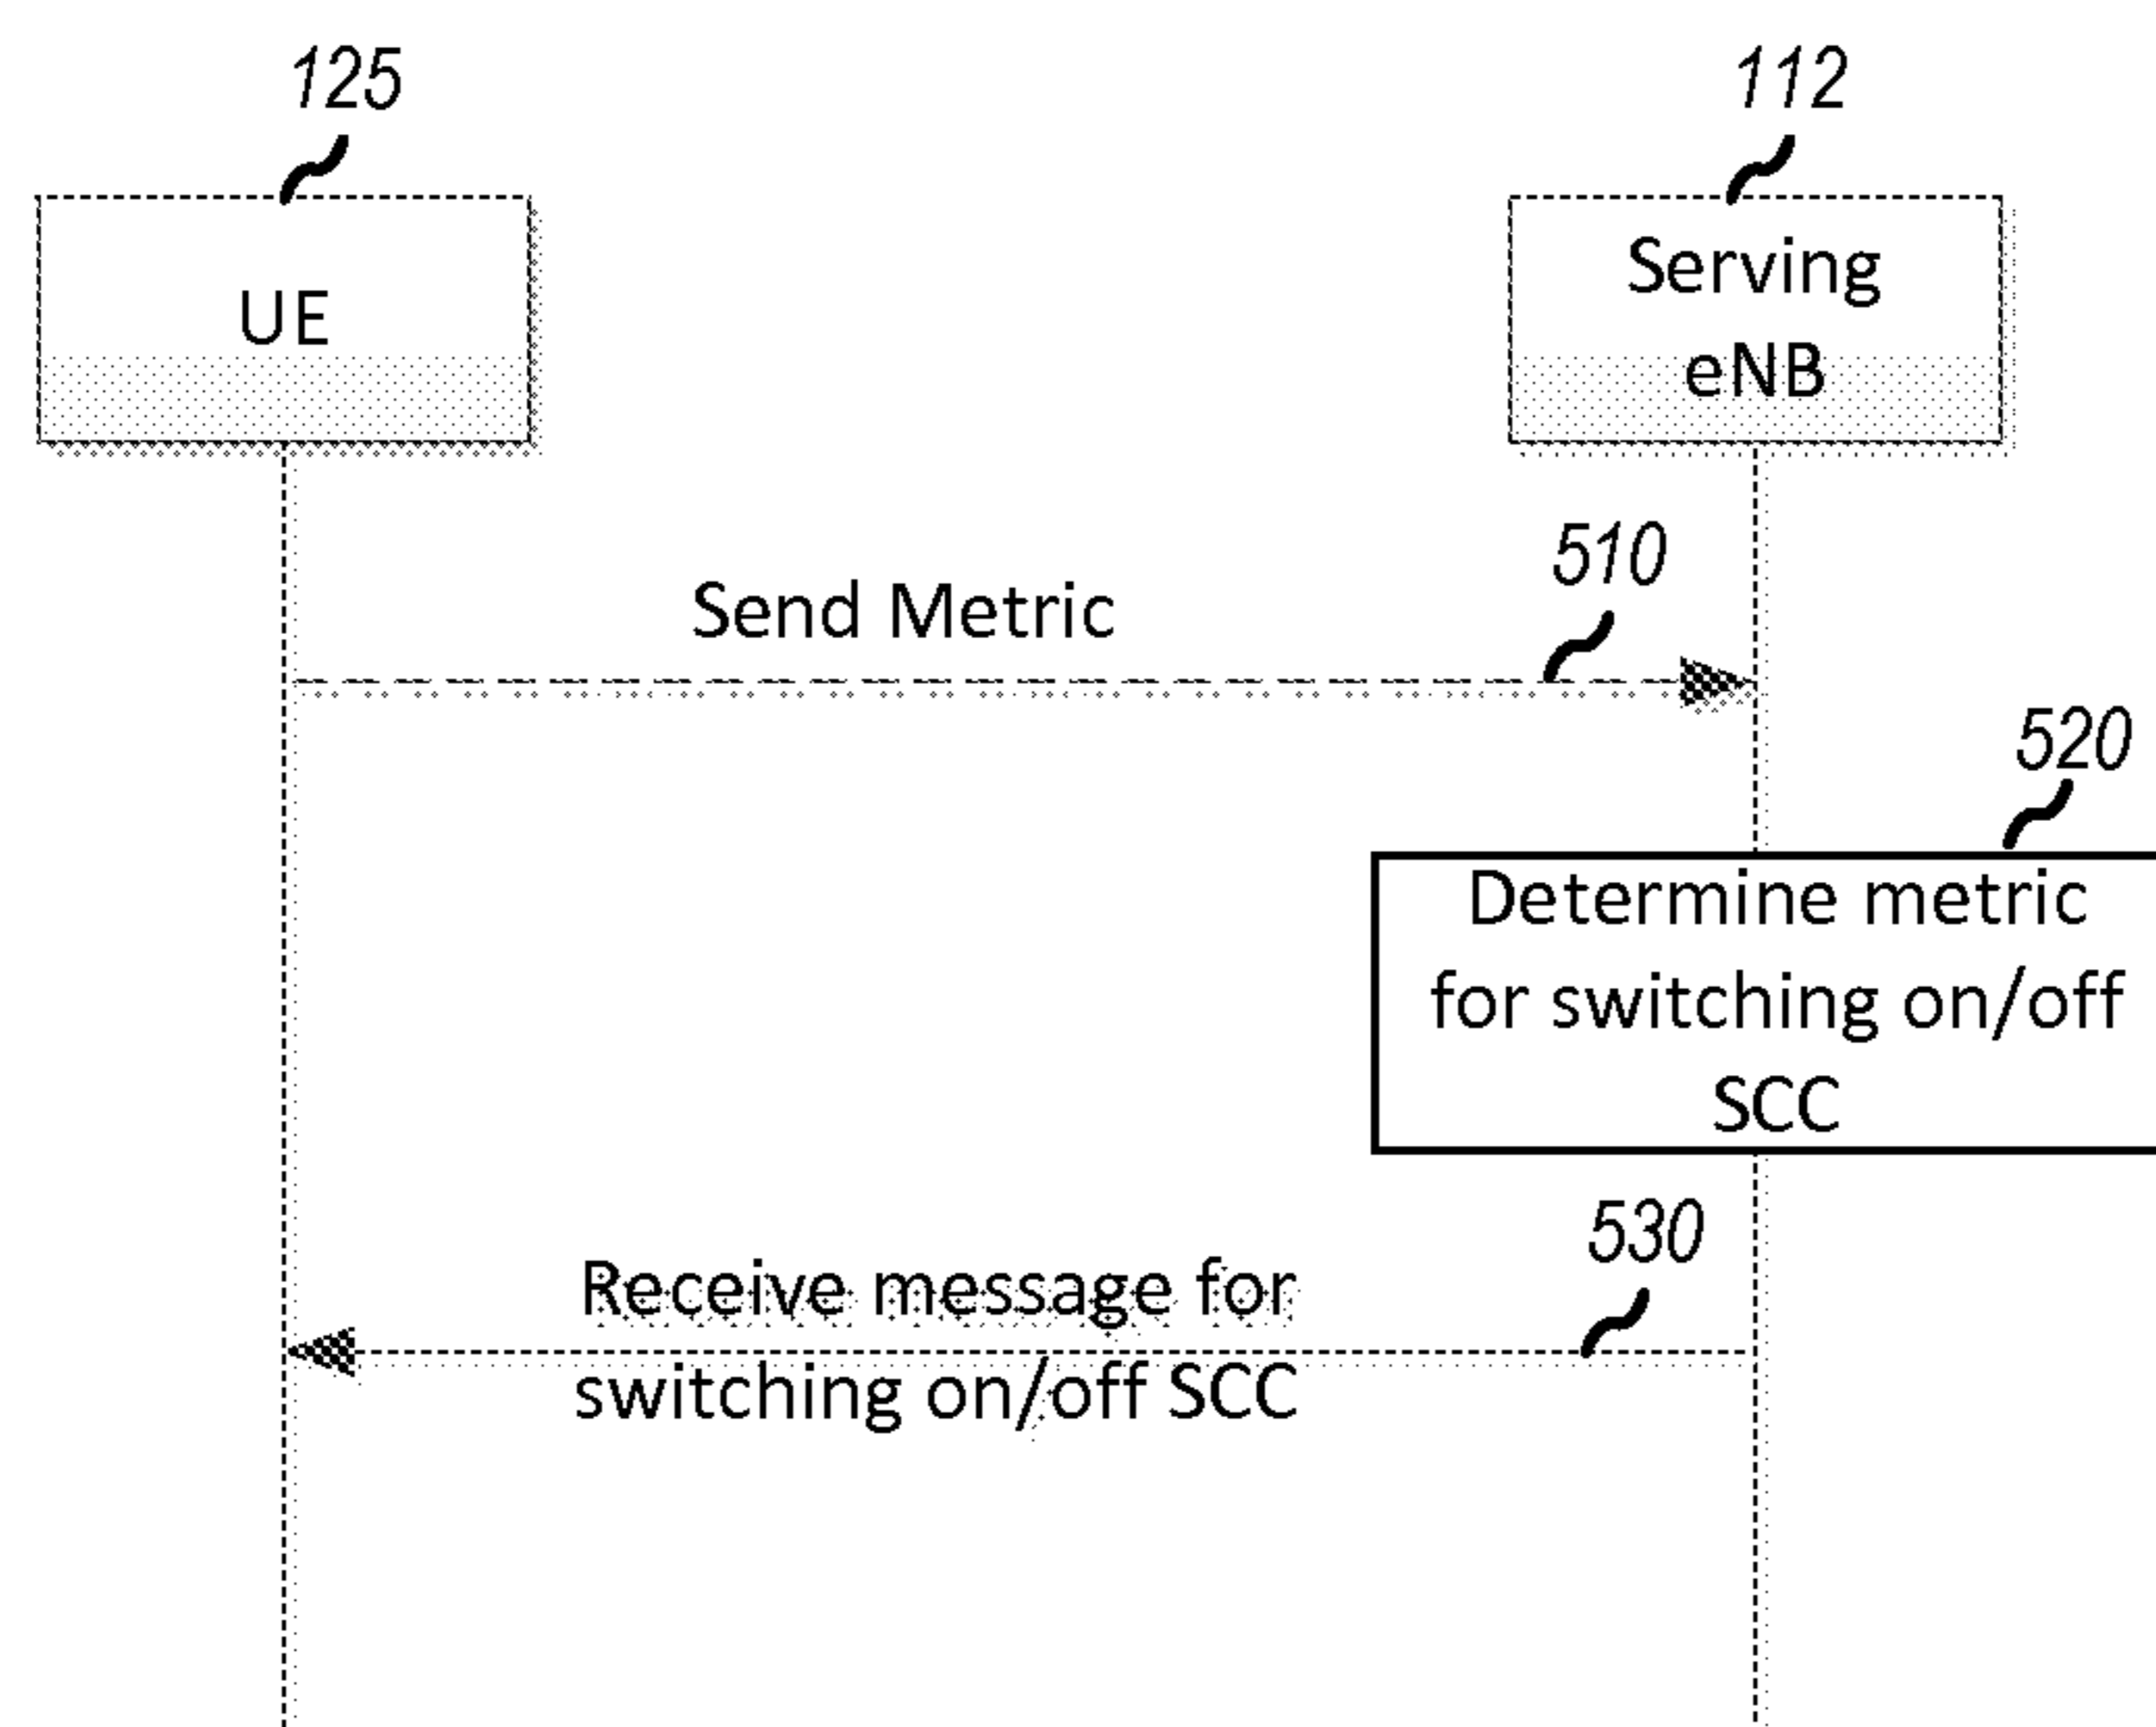 125
112
UE
Serving
eNB
510
Send Metric
520
Determine metric
for switching on/off
SCC
530
Receive message for
switching on/off SCC